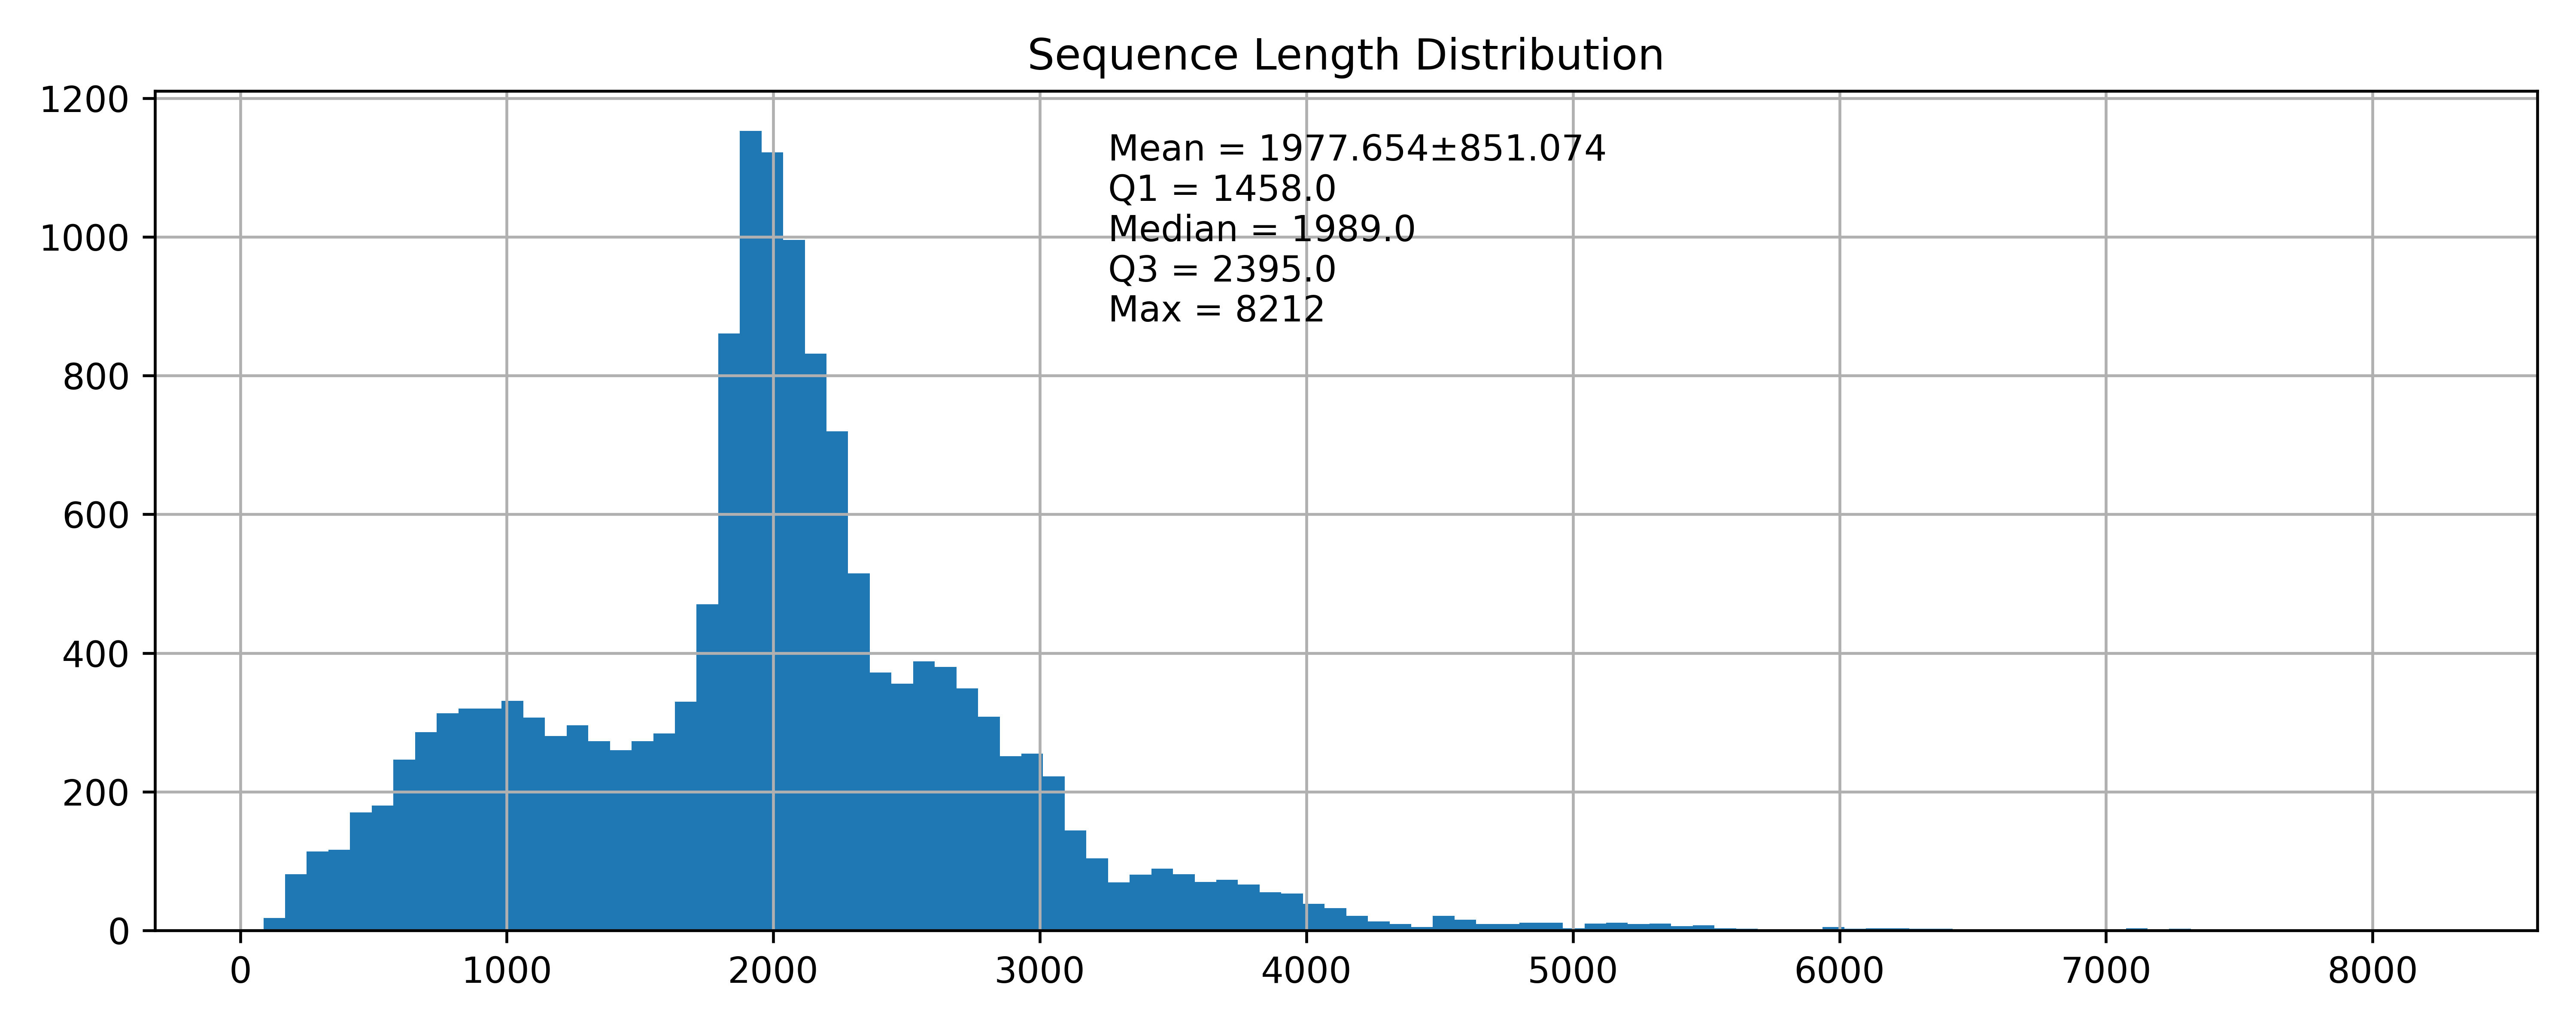 Sequence Length Distribution
1200
1000
800
600
400
200
0
Mean = 1977.654±851.074
Q1 = 1458.0
Median = 1989.0
Q3 = 2395.0
Max = 8212
0 1000 2000 3000 4000 5000 6000 7000 8000